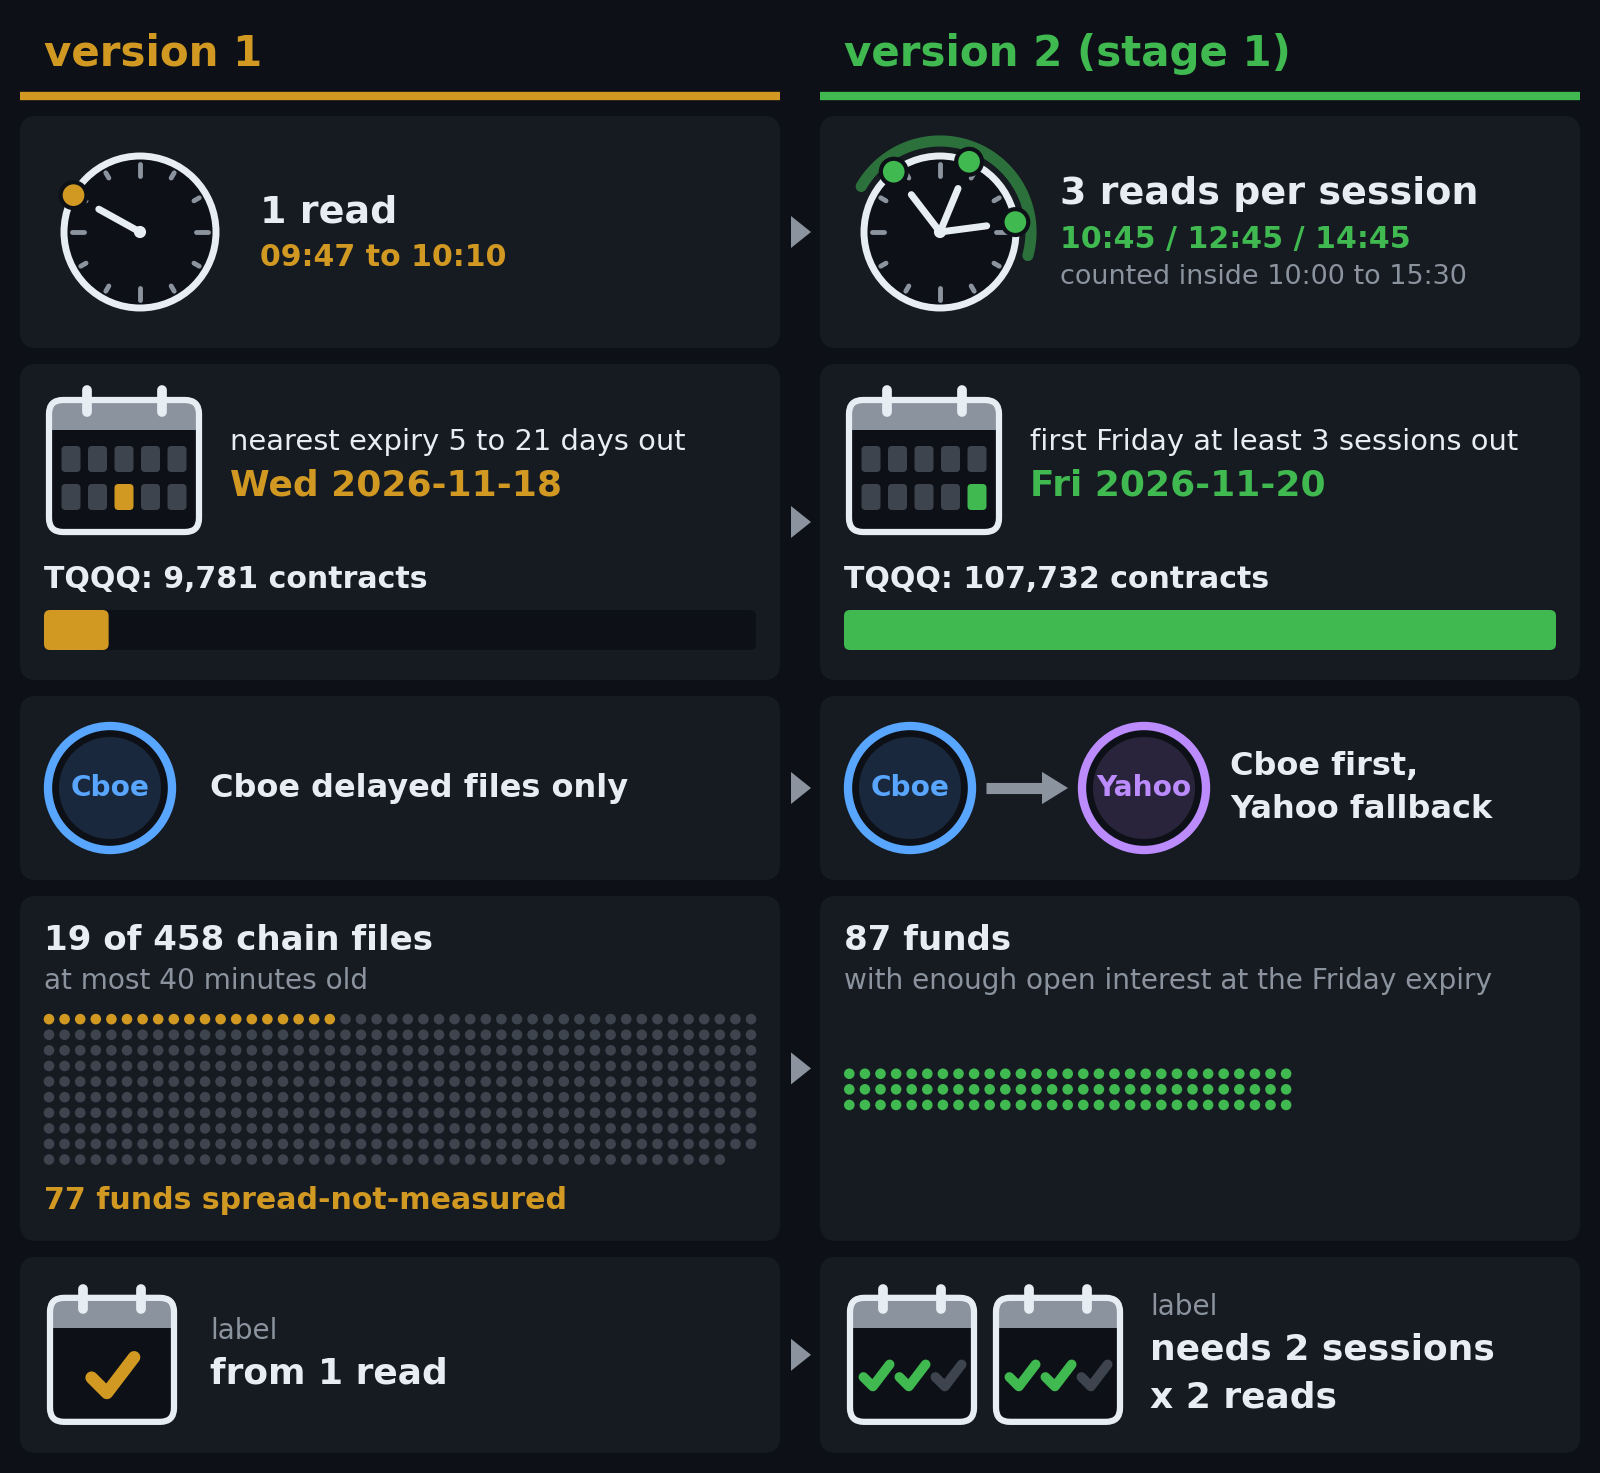 version 1
version 2 (stage 1)
1 read
09:47 to 10:10
3 reads per session
10:45 / 12:45 / 14:45
counted inside 10:00 to 15:30
nearest expiry 5 to 21 days out
Wed 2026-11-18
TQQQ: 9,781 contracts
first Friday at least 3 sessions out
Fri 2026-11-20
TQQQ: 107,732 contracts
Cboe
Cboe delayed files only
Cboe
Yahoo
Cboe first,
Yahoo fallback
19 of 458 chain files
at most 40 minutes old
77 funds spread-not-measured
87 funds
with enough open interest at the Friday expiry
label
from 1 read
label
needs 2 sessions
x 2 reads